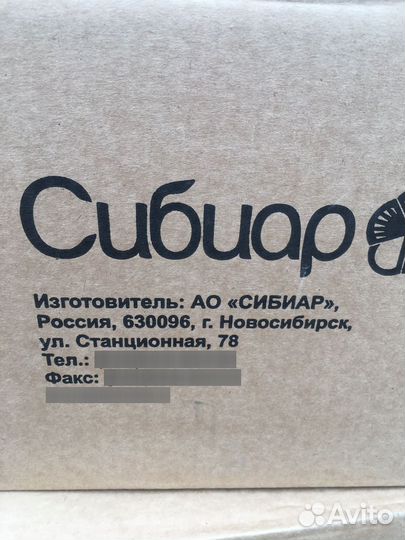 Сибиар
Изготовитель: АО «СИБИАР»,
Россия, 630096, г. Новосибирск,
ул. Станционная, 78
Тел.:
Факс:
Avito